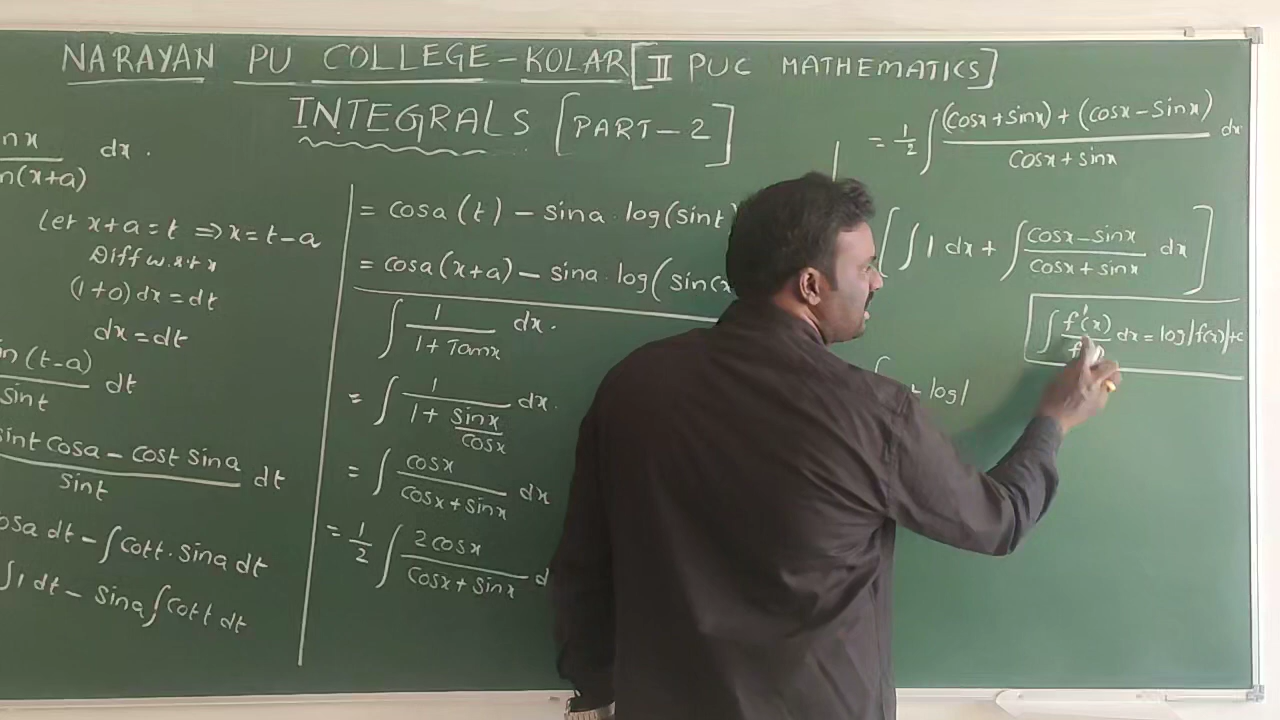 NARAYAN PU COLLEGE - KOLAR [II PUC MATHEMATICS]
INTEGRALS [PART-2]
nx / n(x+a) dx.
Let x+a = t ⇒ x = t-a
Diff w.r.t x
(1+0) dx = dt
dx = dt
in (t-a) / sint dt
sint cosa - cost sina / sint dt
osa dt - ∫ cott. sina dt
∫ 1 dt - sina ∫ cott dt
= cosa (t) - sina. log (sint)
= cosa (x+a) - sina. log (sin(x
∫ 1 / 1 + Tanx dx.
= ∫ 1 / 1 + sinx/cosx dx.
= ∫ cosx / cosx + sinx dx
= 1/2 ∫ 2 cosx / cosx + sinx d
= 1/2 ∫ (cosx + sinx) + (cosx - sinx) / cosx + sinx dx
[ ∫ 1 dx + ∫ cosx - sinx / cosx + sinx dx ]
∫ f'(x) / f dx = log |f(x)| + c
+ log |